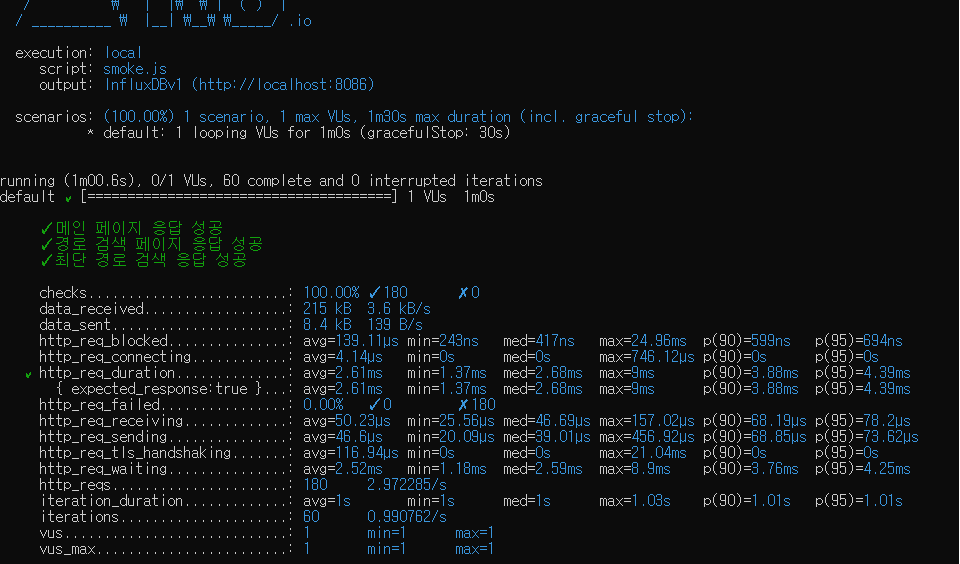 / ₩ | |₩ ₩ | ( ) |
/ __________ ₩ |__| ₩__₩ ₩_____/ .io
execution: local
script: smoke.js
output: InfluxDBv1 (http://localhost:8086)
scenarios: (100.00%) 1 scenario, 1 max VUs, 1m30s max duration (incl. graceful stop):
* default: 1 looping VUs for 1m0s (gracefulStop: 30s)
running (1m00.6s), 0/1 VUs, 60 complete and 0 interrupted iterations
default ✓ [======================================] 1 VUs 1m0s
✓메인 페이지 응답 성공
✓경로 검색 페이지 응답 성공
✓최단 경로 검색 응답 성공
checks.........................: 100.00% ✓180 ✗0
data_received..................: 215 kB 3.6 kB/s
data_sent......................: 8.4 kB 139 B/s
http_req_blocked...............: avg=139.11µs min=243ns med=417ns max=24.96ms p(90)=599ns p(95)=694ns
http_req_connecting............: avg=4.14µs min=0s med=0s max=746.12µs p(90)=0s p(95)=0s
✓ http_req_duration..............: avg=2.61ms min=1.37ms med=2.68ms max=9ms p(90)=3.88ms p(95)=4.39ms
{ expected_response:true }...: avg=2.61ms min=1.37ms med=2.68ms max=9ms p(90)=3.88ms p(95)=4.39ms
http_req_failed................: 0.00% ✓0 ✗180
http_req_receiving.............: avg=50.23µs min=25.56µs med=46.69µs max=157.02µs p(90)=68.19µs p(95)=78.2µs
http_req_sending...............: avg=46.6µs min=20.09µs med=39.01µs max=456.92µs p(90)=68.85µs p(95)=73.62µs
http_req_tls_handshaking.......: avg=116.94µs min=0s med=0s max=21.04ms p(90)=0s p(95)=0s
http_req_waiting...............: avg=2.52ms min=1.18ms med=2.59ms max=8.9ms p(90)=3.76ms p(95)=4.25ms
http_reqs......................: 180 2.972285/s
iteration_duration.............: avg=1s min=1s med=1s max=1.03s p(90)=1.01s p(95)=1.01s
iterations.....................: 60 0.990762/s
vus............................: 1 min=1 max=1
vus_max........................: 1 min=1 max=1